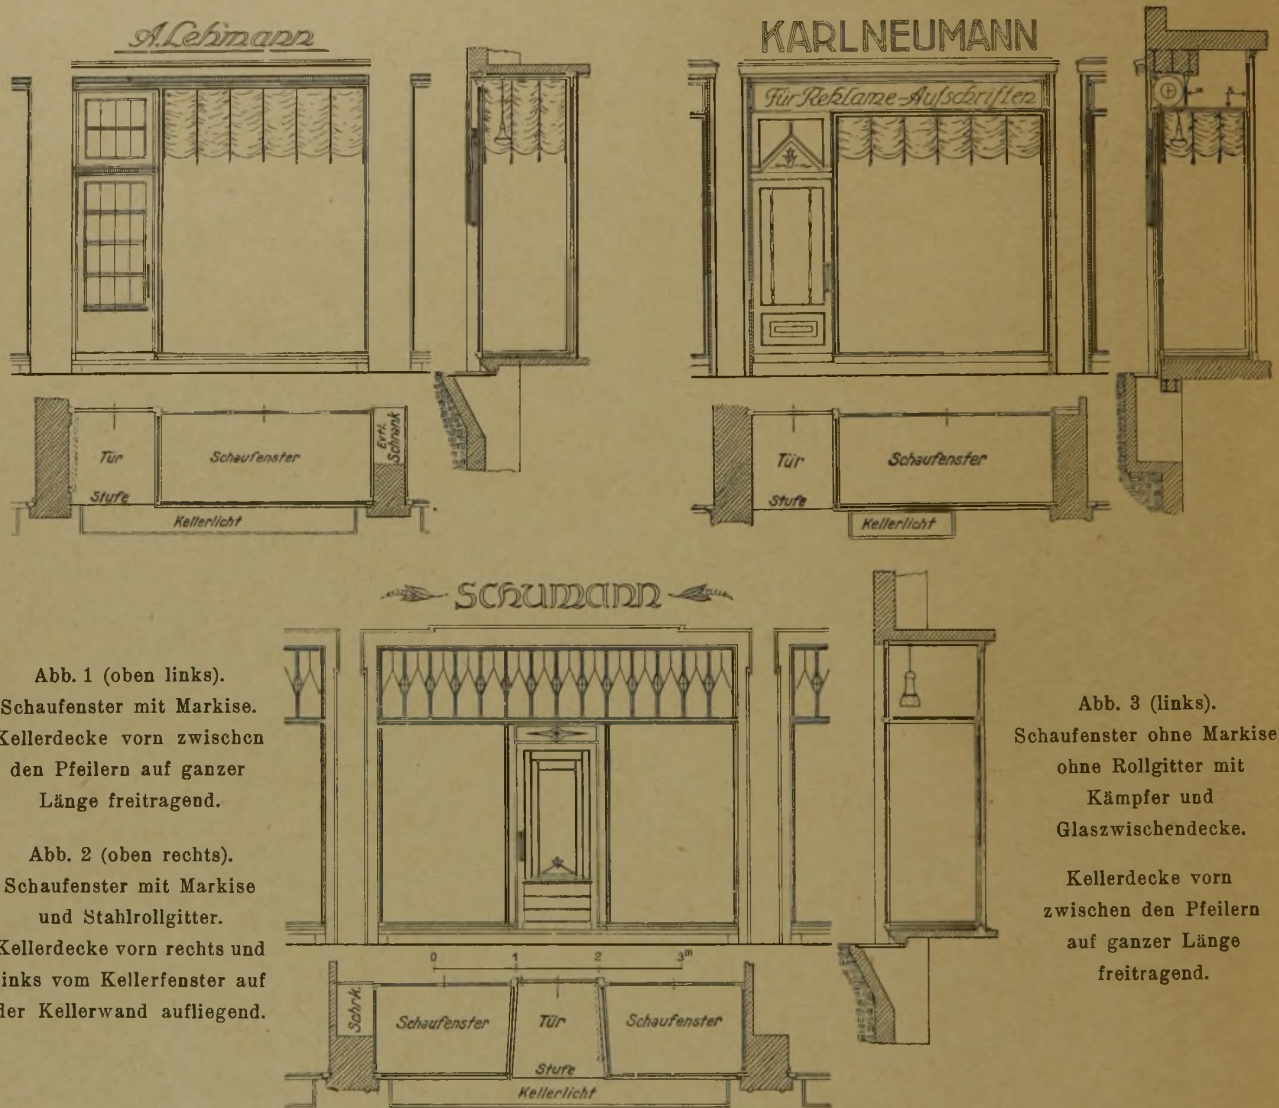 A. Lehmann
KARL NEUMANN
Für Reklame-Aufschriften
Tür
Schaufenster
Evtl. Schrank
Stufe
Kellerlicht
Tür
Schaufenster
Stufe
Kellerlicht
SCHUMANN
Abb. 1 (oben links).
Schaufenster mit Markise.
Kellerdecke vorn zwischen
den Pfeilern auf ganzer
Länge freitragend.
Abb. 2 (oben rechts).
Schaufenster mit Markise
und Stahlrollgitter.
Kellerdecke vorn rechts und
links vom Kellerfenster auf
der Kellerwand aufliegend.
Abb. 3 (links).
Schaufenster ohne Markise
ohne Rollgitter mit
Kämpfer und
Glaszwischendecke.
Kellerdecke vorn
zwischen den Pfeilern
auf ganzer Länge
freitragend.
0 1 2 3m
Schrk.
Schaufenster
Tür
Schaufenster
Stufe
Kellerlicht